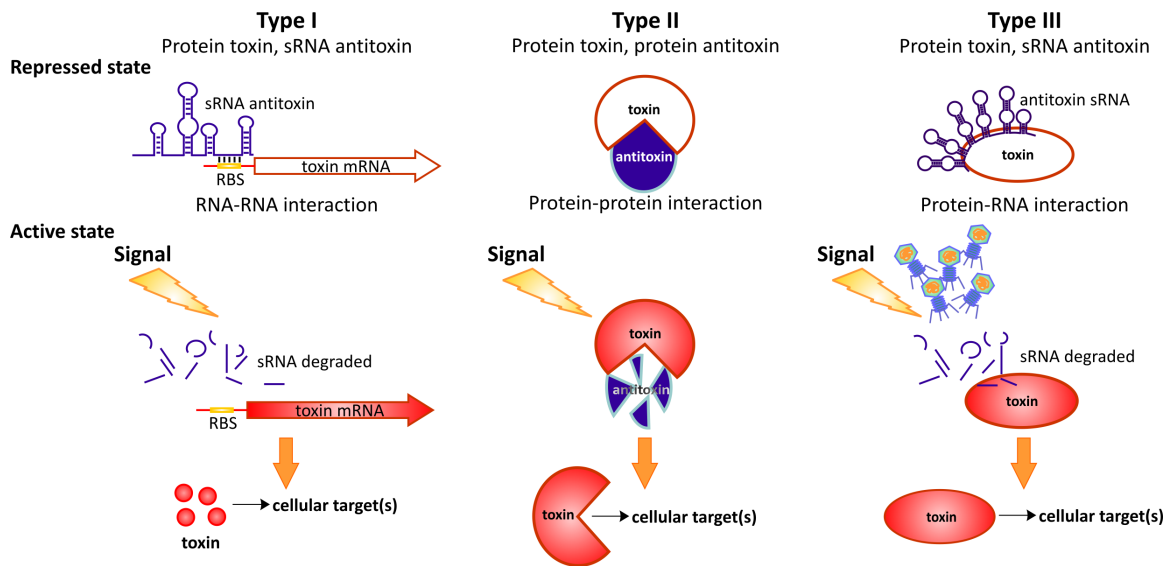 Type I
Protein toxin, sRNA antitoxin
Type II
Protein toxin, protein antitoxin
Type III
Protein toxin, sRNA antitoxin
Repressed state
sRNA antitoxin
toxin mRNA
RBS
RNA-RNA interaction
toxin
antitoxin
Protein-protein interaction
antitoxin sRNA
toxin
Protein-RNA interaction
Active state
Signal
sRNA degraded
toxin mRNA
RBS
cellular target(s)
toxin
Signal
toxin
antitoxin
toxin
cellular target(s)
Signal
sRNA degraded
toxin
toxin
cellular target(s)